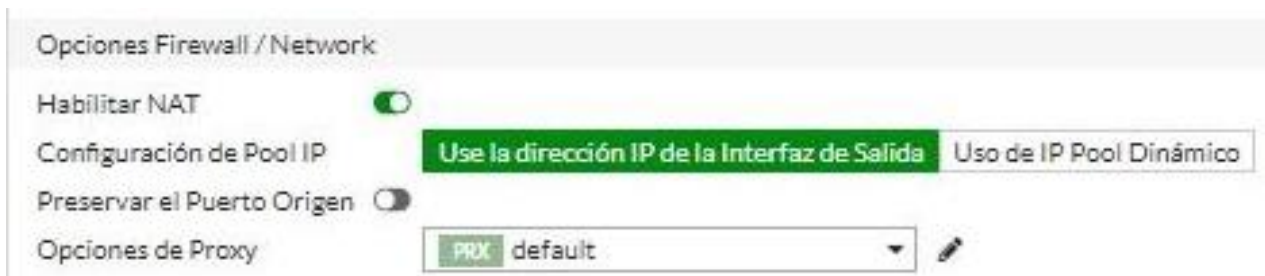 Opciones Firewall / Network
Habilitar NAT
Configuración de Pool IP Use la dirección IP de la Interfaz de Salida Uso de IP Pool Dinámico
Preservar el Puerto Origen
Opciones de Proxy PRX default